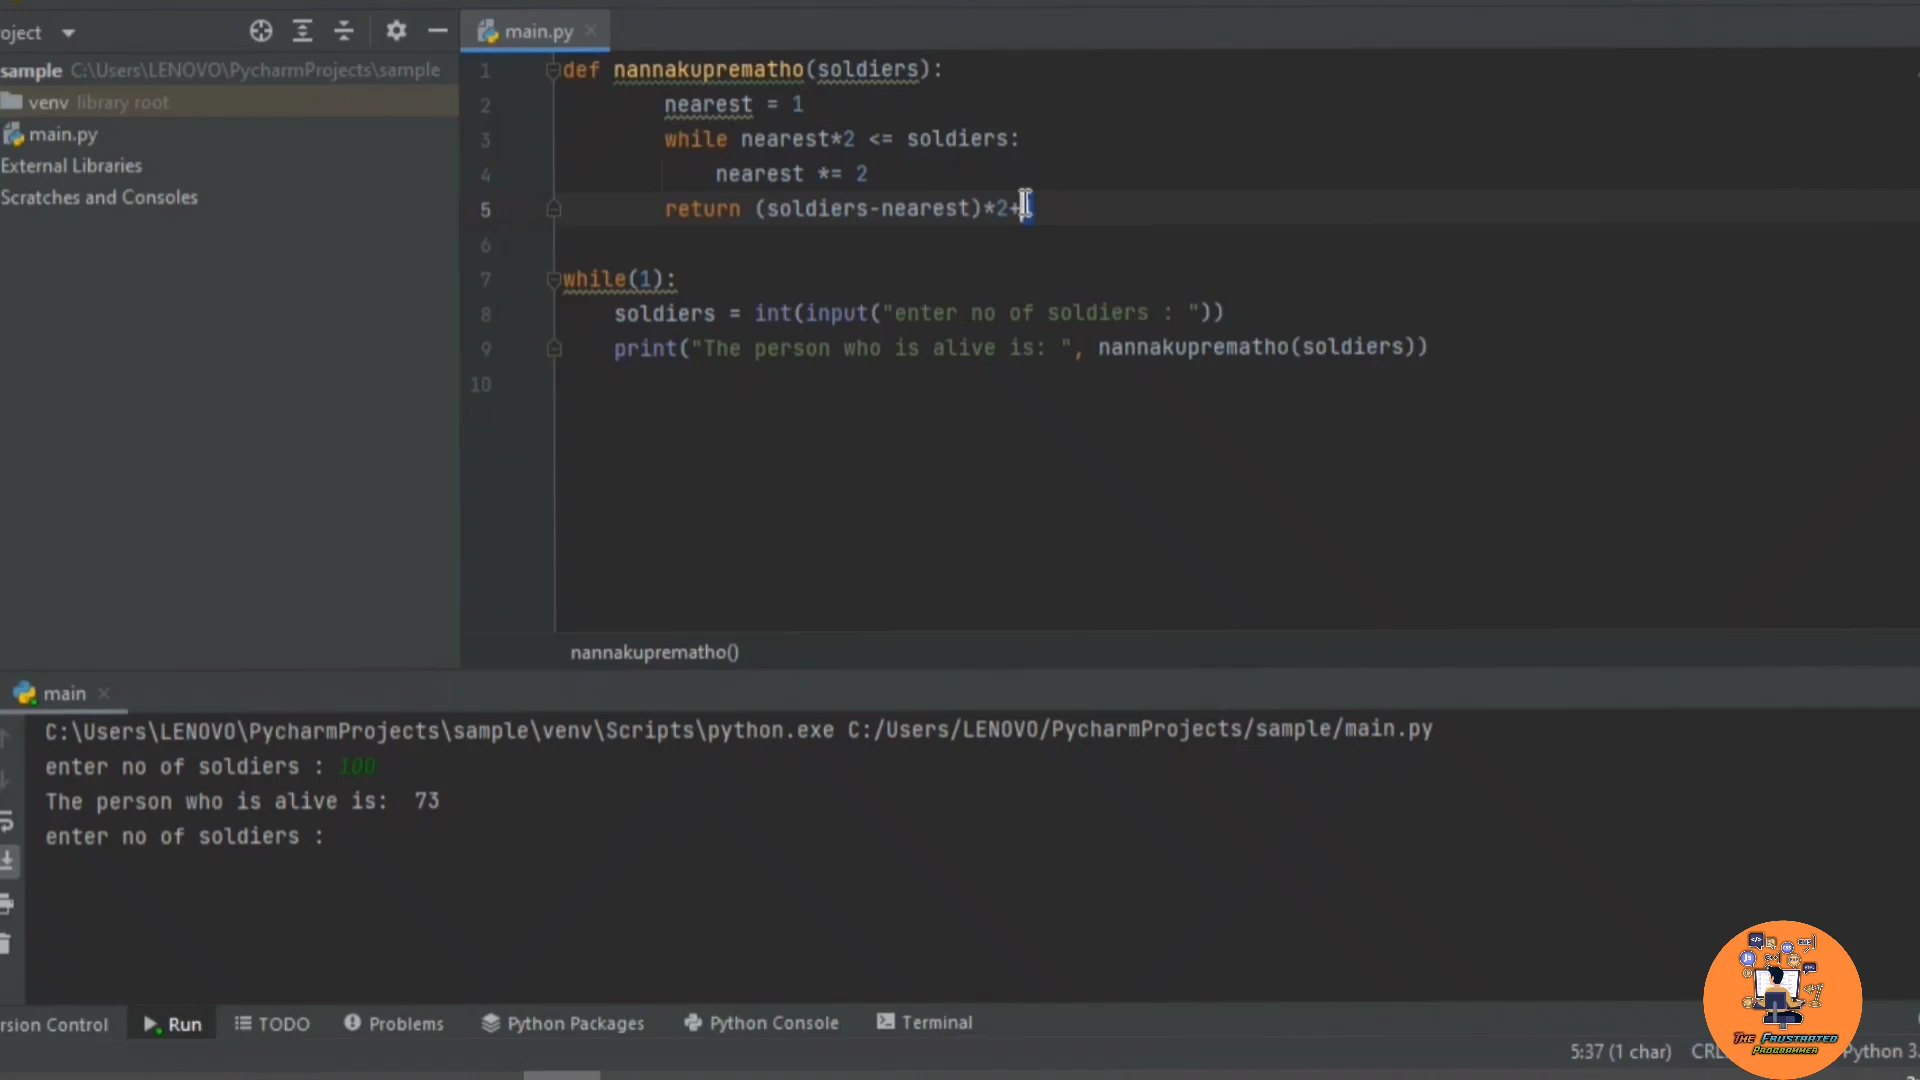 oject
main.py
sample C:\Users\LENOVO\PycharmProjects\sample
venv library root
main.py
External Libraries
Scratches and Consoles
1 def nannakuprematho(soldiers):
2 nearest = 1
3 while nearest*2 <= soldiers:
4 nearest *= 2
5 return (soldiers-nearest)*2+
6
7 while(1):
8 soldiers = int(input("enter no of soldiers : "))
9 print("The person who is alive is: ", nannakuprematho(soldiers))
10
nannakuprematho()
main
C:\Users\LENOVO\PycharmProjects\sample\venv\Scripts\python.exe C:/Users/LENOVO/PycharmProjects/sample/main.py
enter no of soldiers : 100
The person who is alive is: 73
enter no of soldiers :
rsion Control Run TODO Problems Python Packages Python Console Terminal
5:37 (1 char) CRL Python 3.
The Frustrated
Programmer